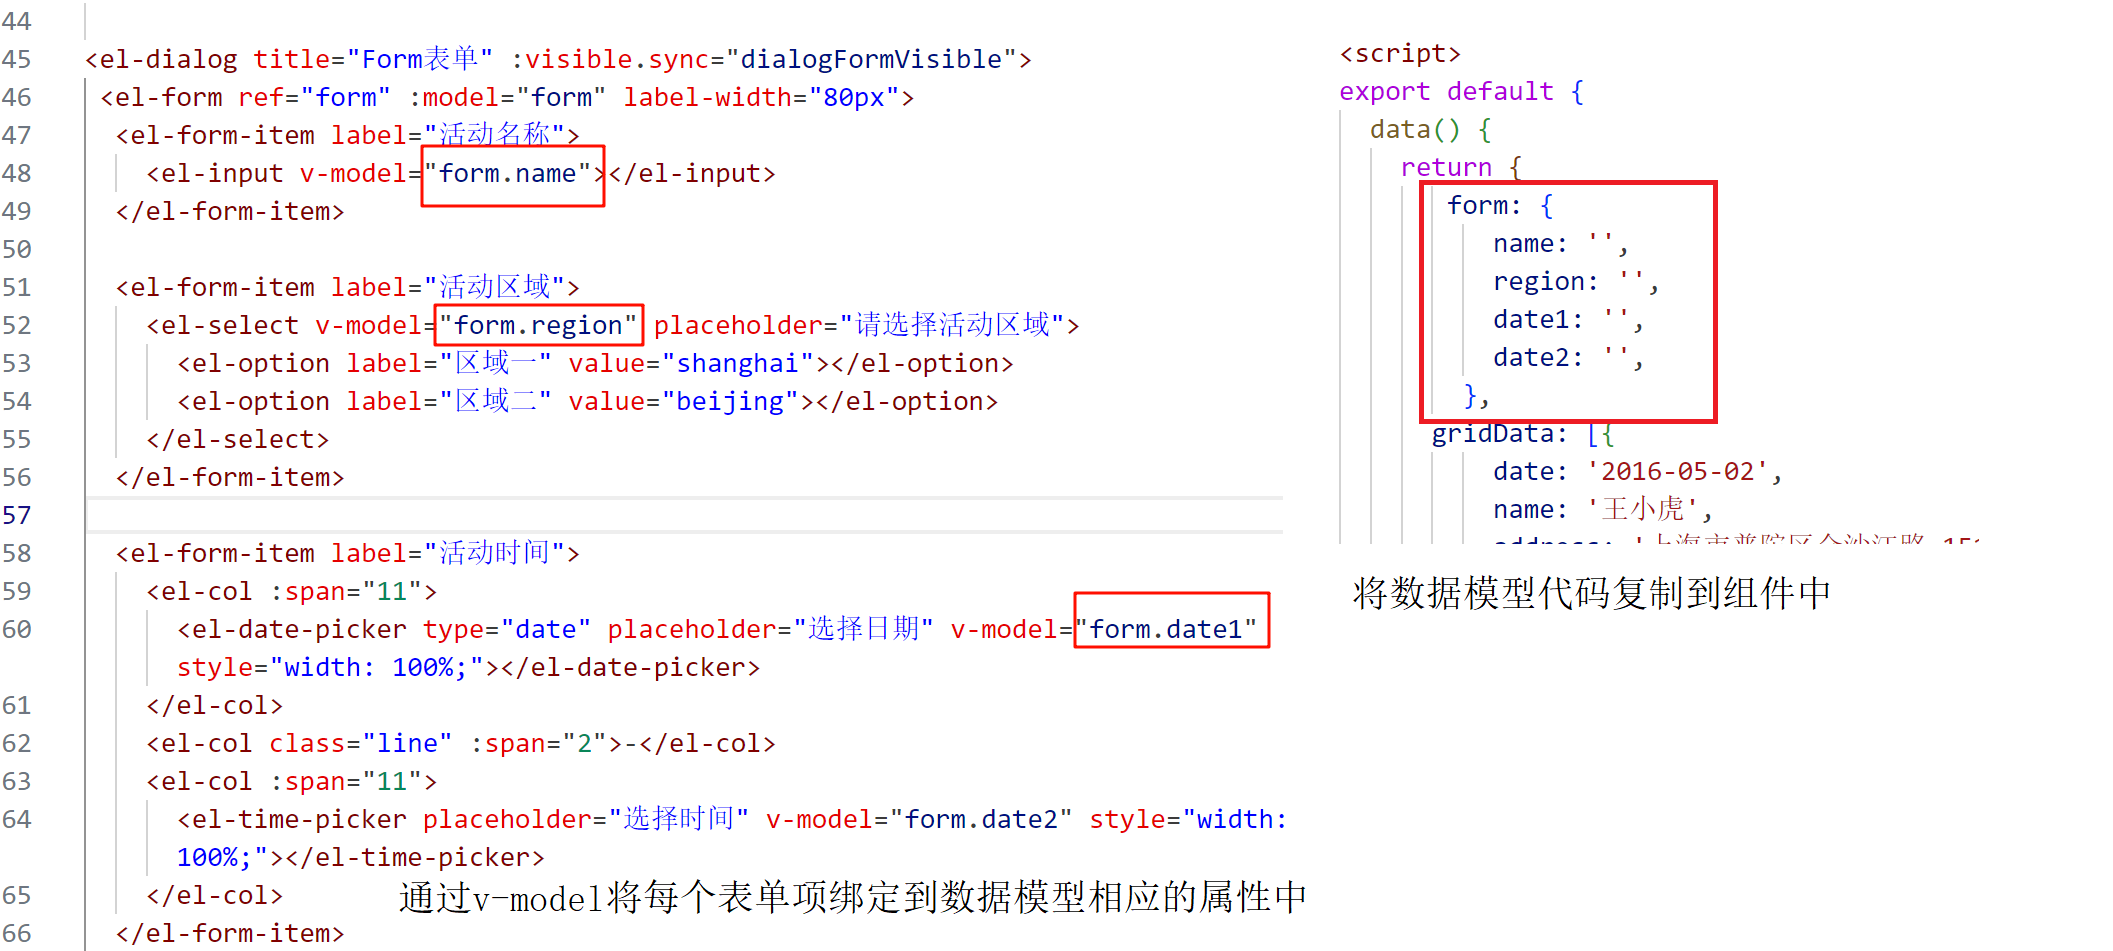 44
45 <el-dialog title="Form表单" :visible.sync="dialogFormVisible">
46 <el-form ref="form" :model="form" label-width="80px">
47 <el-form-item label="活动名称">
48 <el-input v-model="form.name"></el-input>
49 </el-form-item>
50
51 <el-form-item label="活动区域">
52 <el-select v-model="form.region" placeholder="请选择活动区域">
53 <el-option label="区域一" value="shanghai"></el-option>
54 <el-option label="区域二" value="beijing"></el-option>
55 </el-select>
56 </el-form-item>
57
58 <el-form-item label="活动时间">
59 <el-col :span="11">
60 <el-date-picker type="date" placeholder="选择日期" v-model="form.date1"
style="width: 100%;"></el-date-picker>
61 </el-col>
62 <el-col class="line" :span="2">-</el-col>
63 <el-col :span="11">
64 <el-time-picker placeholder="选择时间" v-model="form.date2" style="width:
100%;"></el-time-picker>
65 </el-col>
66 </el-form-item>
通过v-model将每个表单项绑定到数据模型相应的属性中
<script>
export default {
data() {
return {
form: {
name: '',
region: '',
date1: '',
date2: '',
},
gridData: [{
date: '2016-05-02',
name: '王小虎',
address: '上海市普陀区金沙江路
将数据模型代码复制到组件中